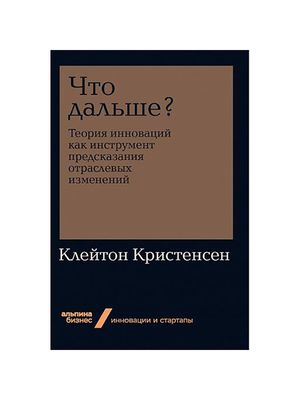 Что
дальше?
Теория инноваций
как инструмент
предсказания
отраслевых
изменений
Клейтон Кристенсен
альпина
бизнес
инновации и стартапы